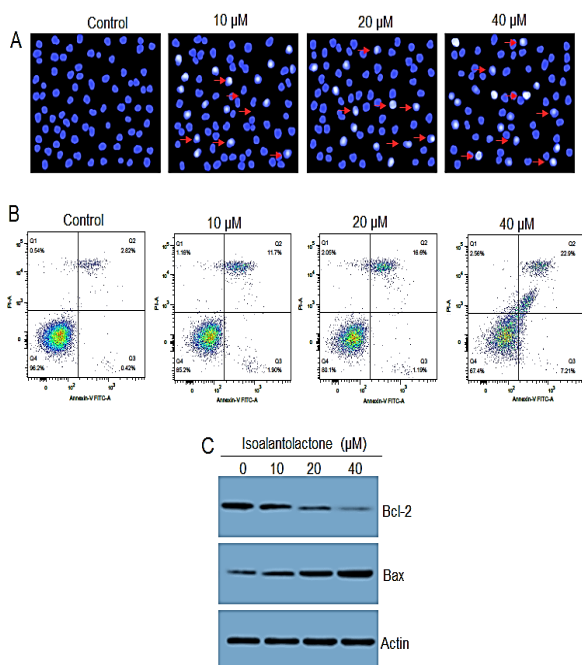 A
Control
10 µM
20 µM
40 µM
B
Control
10 µM
20 µM
40 µM
Q1
0.54%
Q2
2.82%
Q4
96.2%
Q3
0.42%
PI-A
Annexin-V FITC-A
Q1
1.16%
Q2
11.7%
Q4
85.2%
Q3
1.90%
Annexin-V FITC-A
Q1
2.05%
Q2
16.6%
Q4
80.1%
Q3
1.19%
Annexin-V FITC-A
Q1
2.56%
Q2
22.9%
Q4
67.4%
Q3
7.21%
Annexin-V FITC-A
C
Isoalantolactone (µM)
0 10 20 40
Bcl-2
Bax
Actin